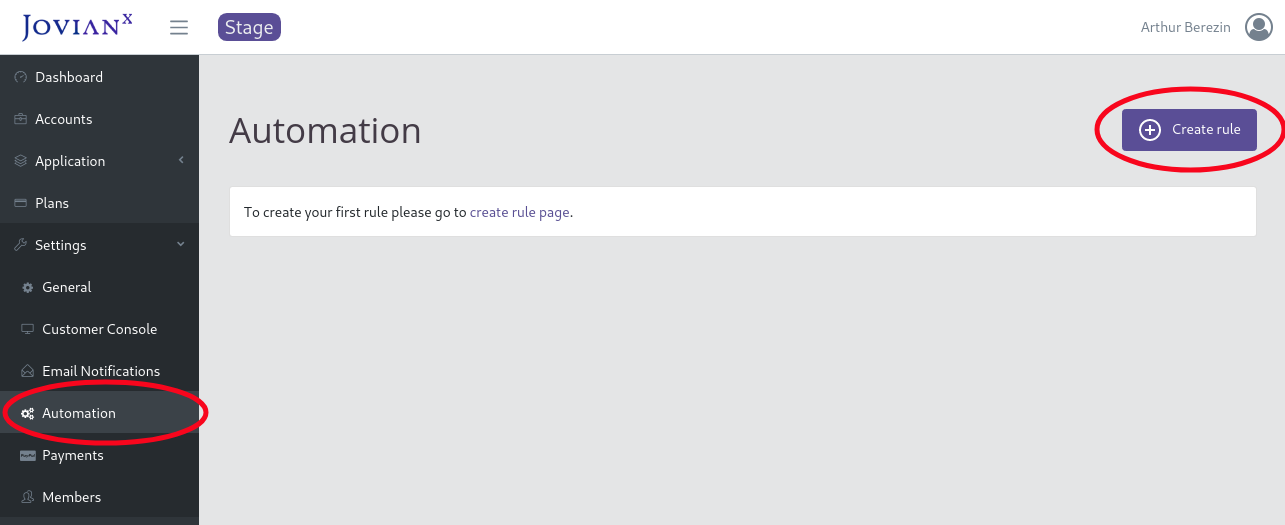 JOVIANX
Stage
Arthur Berezin
Dashboard
Accounts
Application
Plans
Settings
General
Customer Console
Email Notifications
Automation
Payments
Members
Automation
Create rule
To create your first rule please go to create rule page.